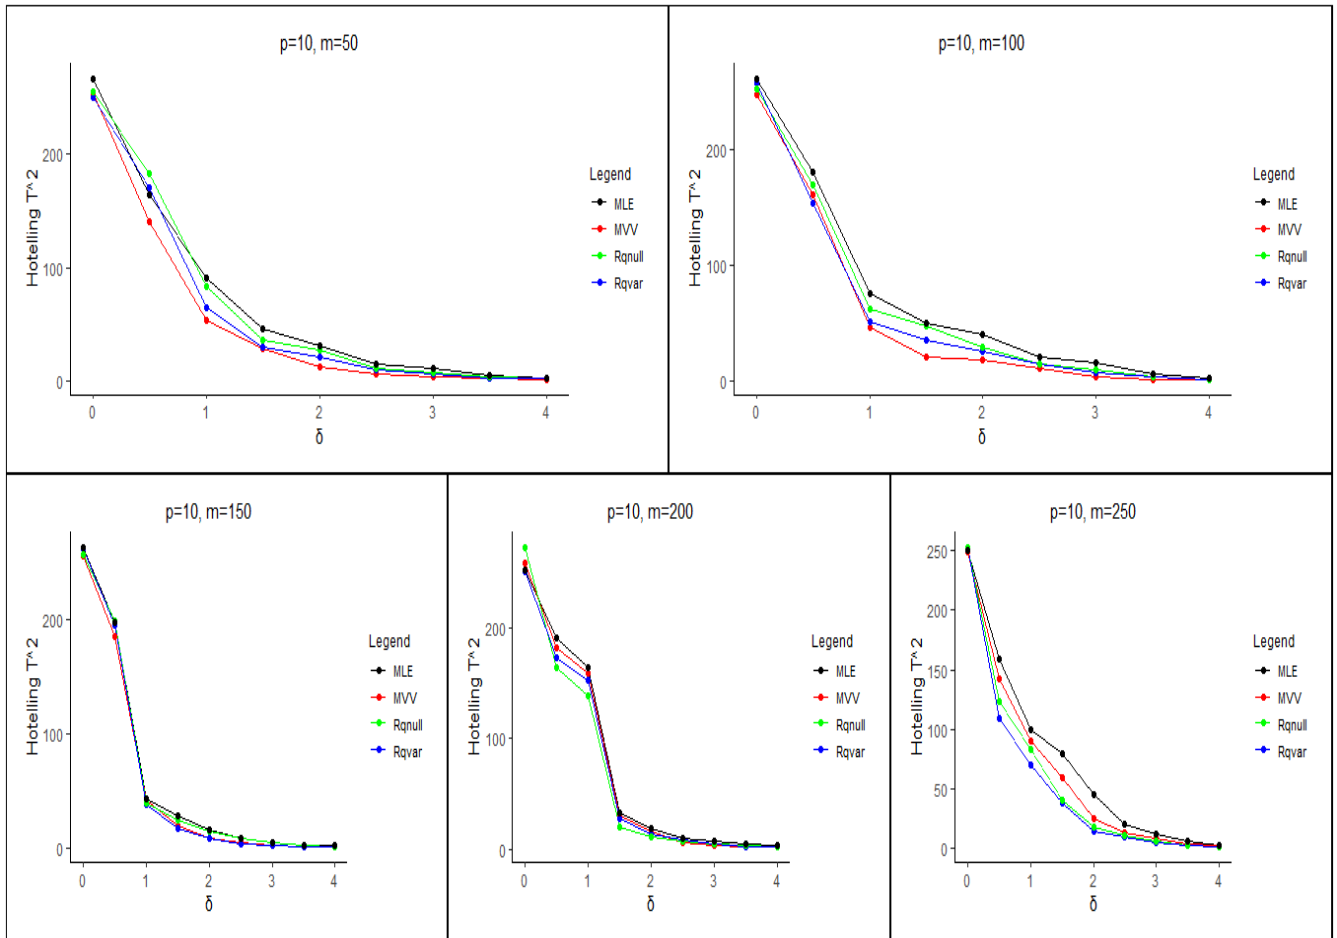 p=10, m=50
Hotelling T^2
200
100
0
0 1 2 3 4
δ
Legend
MLE
MVV
Rqnull
Rqvar
p=10, m=100
Hotelling T^2
200
100
0
0 1 2 3 4
δ
Legend
MLE
MVV
Rqnull
Rqvar
p=10, m=150
Hotelling T^2
200
100
0
0 1 2 3 4
δ
Legend
MLE
MVV
Rqnull
Rqvar
p=10, m=200
Hotelling T^2
200
100
0
0 1 2 3 4
δ
Legend
MLE
MVV
Rqnull
Rqvar
p=10, m=250
Hotelling T^2
250
200
150
100
50
0
0 1 2 3 4
δ
Legend
MLE
MVV
Rqnull
Rqvar